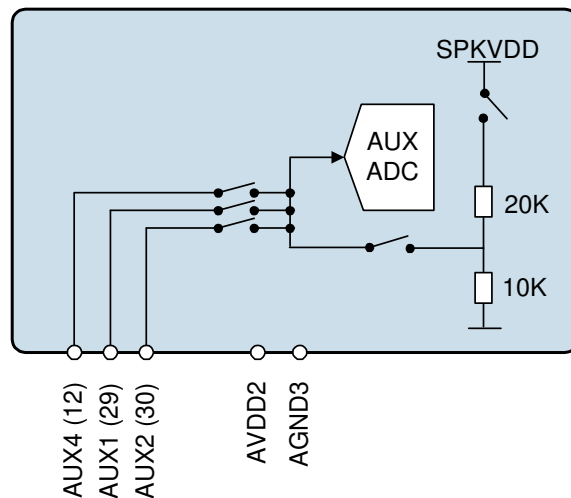 SPKVDD
AUX
ADC
20K
10K
AUX4 (12)
AUX1 (29)
AUX2 (30)
AVDD2
AGND3